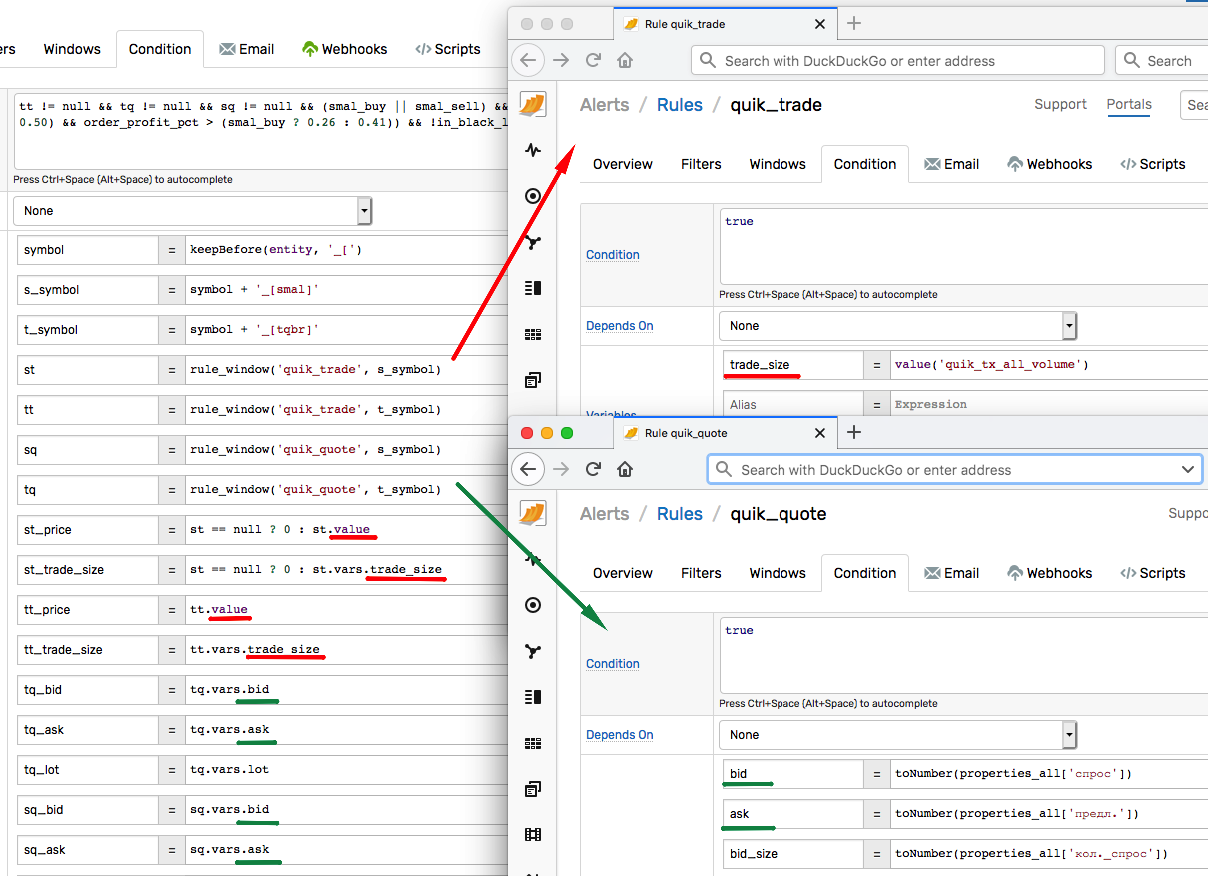 ers Windows Condition Email Webhooks </> Scripts
tt != null && tq != null && sq != null && (smal_buy || smal_sell) &&
0.50) && order_profit_pct > (smal_buy ? 0.26 : 0.41)) && !in_black_l
Press Ctrl+Space (Alt+Space) to autocomplete
None
symbol = keepBefore(entity, '_[')
s_symbol = symbol + '_[smal]'
t_symbol = symbol + '_[tqbr]'
st = rule_window('quik_trade', s_symbol)
tt = rule_window('quik_trade', t_symbol)
sq = rule_window('quik_quote', s_symbol)
tq = rule_window('quik_quote', t_symbol)
st_price = st == null ? 0 : st.value
st_trade_size = st == null ? 0 : st.vars.trade_size
tt_price = tt.value
tt_trade_size = tt.vars.trade_size
tq_bid = tq.vars.bid
tq_ask = tq.vars.ask
tq_lot = tq.vars.lot
sq_bid = sq.vars.bid
sq_ask = sq.vars.ask
Rule quik_trade
Search with DuckDuckGo or enter address Search
Alerts / Rules / quik_trade Support Portals Sea
Overview Filters Windows Condition Email Webhooks </> Scripts
Condition
true
Press Ctrl+Space (Alt+Space) to autocomplete
Depends On None
trade_size = value('quik_tx_all_volume')
Variables
Alias = Expression
Rule quik_quote
Search with DuckDuckGo or enter address
Alerts / Rules / quik_quote Suppo
Overview Filters Windows Condition Email Webhooks </> Scripts
Condition
true
Press Ctrl+Space (Alt+Space) to autocomplete
Depends On None
bid = toNumber(properties_all['спрос'])
ask = toNumber(properties_all['предл.'])
bid_size = toNumber(properties_all['кол._спрос'])